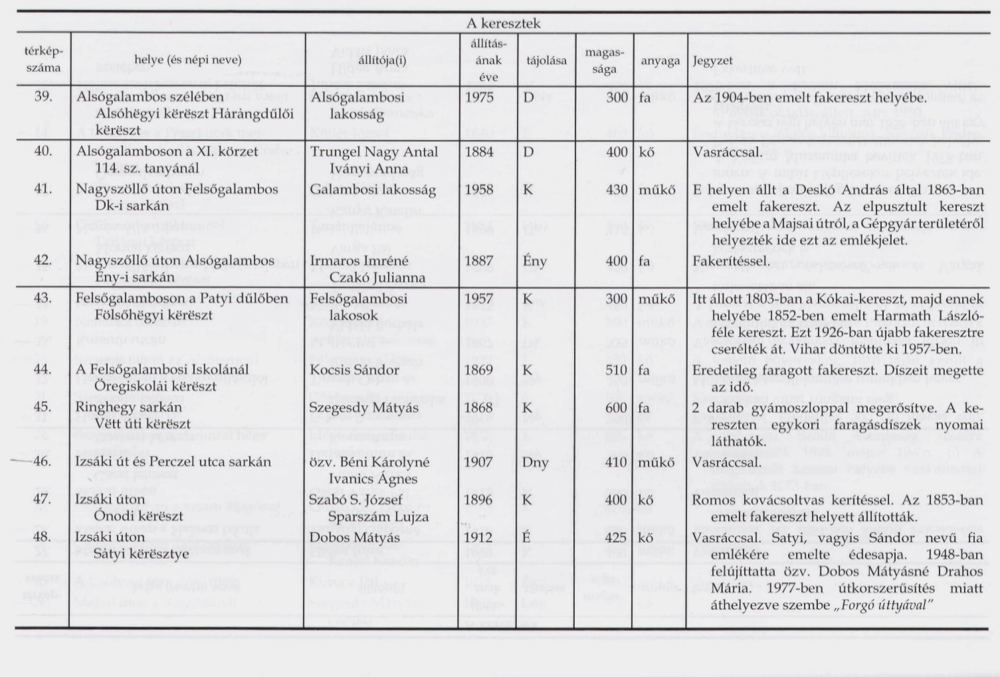 A keresztek
térkép-száma | helye (és népi neve) | állítója(i) | állítás-ának éve | tájolása | magas-sága | anyaga | Jegyzet
39. Alsógalambos szélében | Alsógalambosi | 1975 | D | 300 | fa | Az 1904-ben emelt fakereszt helyébe.
Alsóhëgyi kërëszt Hȧrȧngdűlői | lakosság
kërëszt
40. Alsógalamboson a XI. körzet | Trungel Nagy Antal | 1884 | D | 400 | kő | Vasráccsal.
114. sz. tanyánál | Iványi Anna
41. Nagyszöllő úton Felsőgalambos | Galambosi lakosság | 1958 | K | 430 | műkő | E helyen állt a Deskó András által 1863-ban
Dk-i sarkán | emelt fakereszt. Az elpusztult kereszt
helyébe a Majsai útról, a Gépgyár területéről
helyezték ide ezt az emlékjelet.
42. Nagyszőllő úton Alsógalambos | Irmaros Imréné | 1887 | Ény | 400 | fa | Fakerítéssel.
Ény-i sarkán | Czakó Julianna
43. Felsőgalamboson a Patyi dúlőben | Felsőgalambosi | 1957 | K | 300 | műkő | Itt állott 1803-ban a Kókai-kereszt, majd ennek
Fölsőhëgyi kërëszt | lakosok | helyébe 1852-ben emelt Harmath László-
féle kereszt. Ezt 1926-ban újabb fakeresztre
cserélték át. Vihar döntötte ki 1957-ben.
44. A Felsőgalambosi Iskolánál | Kocsis Sándor | 1869 | K | 510 | fa | Eredetileg faragott fakereszt. Díszeit megette
Öregiskolȧi kërëszt | az idő.
45. Ringhegy sarkán | Szegesdy Mátyás | 1868 | K | 600 | fa | 2 darab gyámoszloppal megerősítve. A ke-
Vëtt úti kërëszt | reszten egykori faragásdíszek nyomai
láthatók.
46. Izsáki út és Perczel utca sarkán | özv. Béni Károlyné | 1907 | Dny | 410 | műkő | Vasráccsal.
Ivanics Ágnes
47. Izsáki úton | Szabó S. József | 1896 | K | 400 | kő | Romos kovácsoltvas kerítéssel. Az 1853-ban
Ónodi kërëszt | Sparszám Lujza | emelt fakereszt helyett állították.
48. Izsáki úton | Dobos Mátyás | 1912 | É | 425 | kő | Vasráccsal. Satyi, vagyis Sándor nevű fia
Sȧtyi kërësztye | emlékére emelte édesapja. 1948-ban
felújíttatta özv. Dobos Mátyásné Drahos
Mária. 1977-ben útkorszerűsítés miatt
áthelyezve szembe „Forgó úttyával”